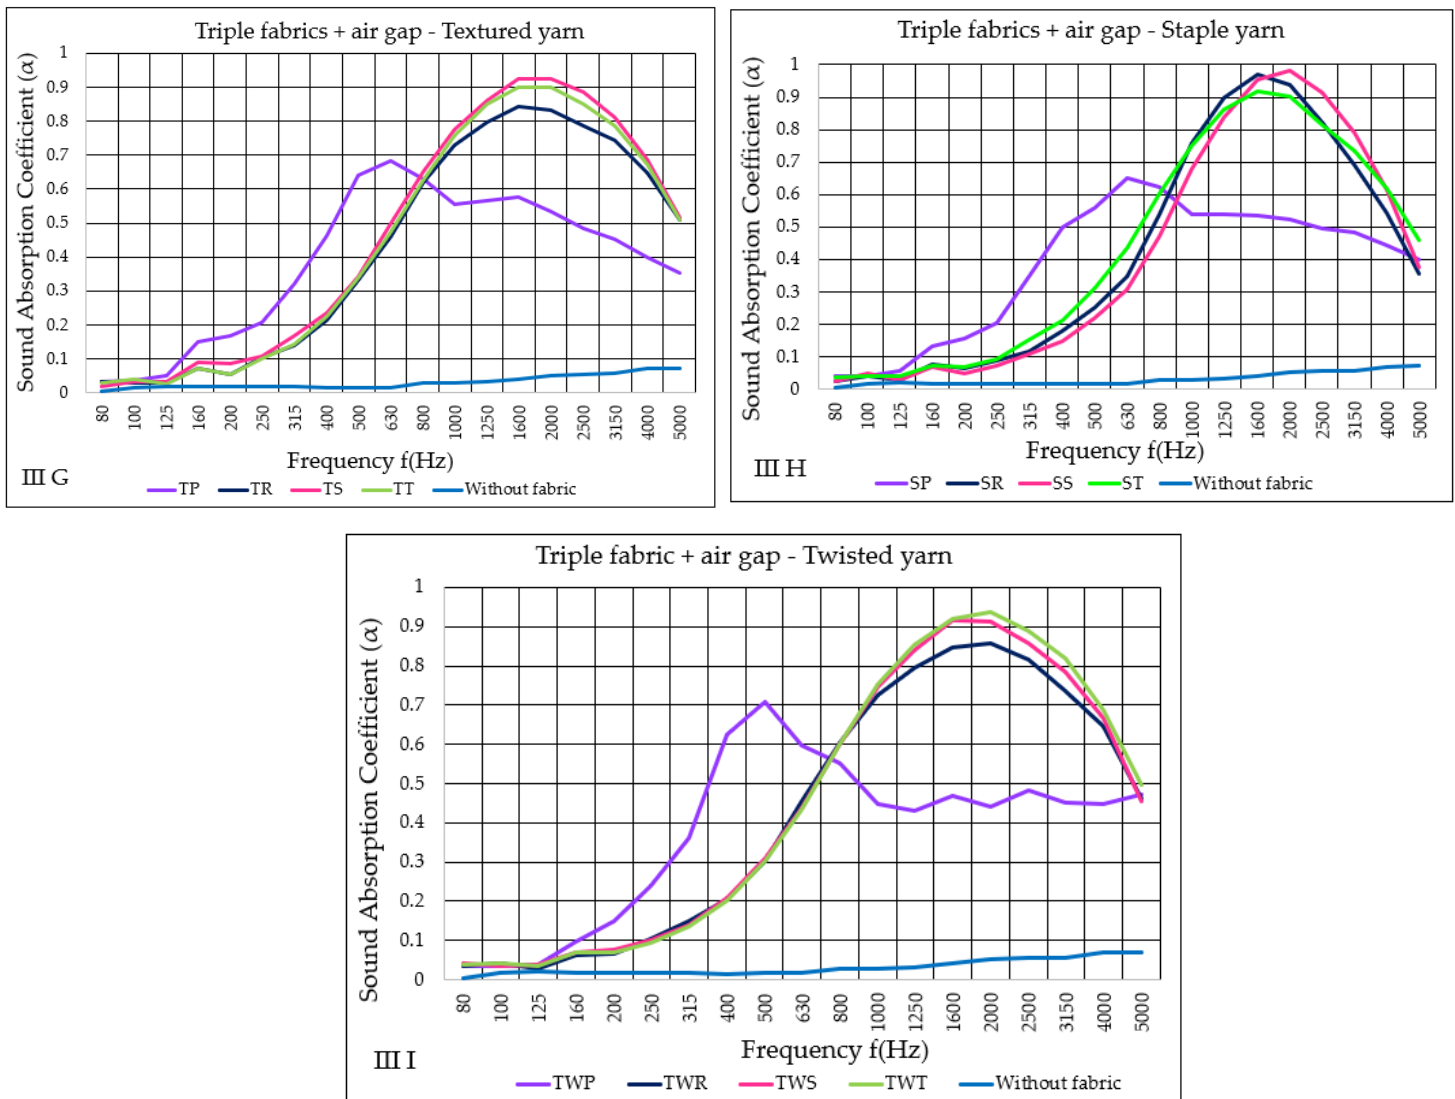 Triple fabrics + air gap - Textured yarn
Sound Absorption Coefficient (α)
1
0.9
0.8
0.7
0.6
0.5
0.4
0.3
0.2
0.1
0
80 100 125 160 200 250 315 400 500 630 800 1000 1250 1600 2000 2500 3150 4000 5000
Frequency f(Hz)
III G
TP TR TS TT Without fabric
Triple fabrics + air gap - Staple yarn
Sound Absorption Coefficient (α)
1
0.9
0.8
0.7
0.6
0.5
0.4
0.3
0.2
0.1
0
80 100 125 160 200 250 315 400 500 630 800 1000 1250 1600 2000 2500 3150 4000 5000
Frequency f(Hz)
III H
SP SR SS ST Without fabric
Triple fabric + air gap - Twisted yarn
Sound Absorption Coefficient (α)
1
0.9
0.8
0.7
0.6
0.5
0.4
0.3
0.2
0.1
0
80 100 125 160 200 250 315 400 500 630 800 1000 1250 1600 2000 2500 3150 4000 5000
Frequency f(Hz)
III I
TWP TWR TWS TWT Without fabric